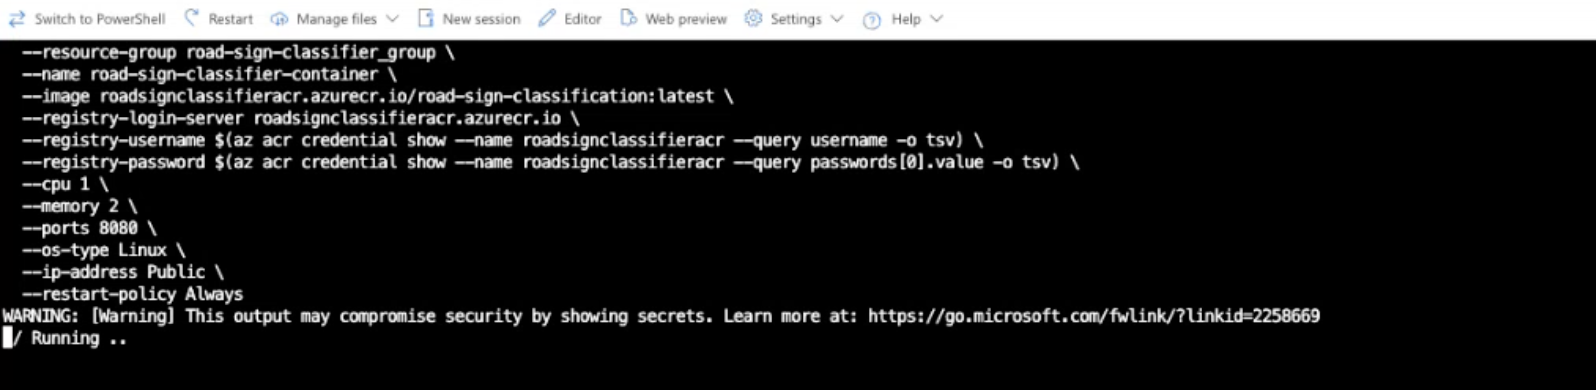 Switch to PowerShell Restart Manage files New session Editor Web preview Settings Help
--resource-group road-sign-classifier_group \
--name road-sign-classifier-container \
--image roadsignclassifieracr.azurecr.io/road-sign-classification:latest \
--registry-login-server roadsignclassifieracr.azurecr.io \
--registry-username $(az acr credential show --name roadsignclassifieracr --query username -o tsv) \
--registry-password $(az acr credential show --name roadsignclassifieracr --query passwords[0].value -o tsv) \
--cpu 1 \
--memory 2 \
--ports 8080 \
--os-type Linux \
--ip-address Public \
--restart-policy Always
WARNING: [Warning] This output may compromise security by showing secrets. Learn more at: https://go.microsoft.com/fwlink/?linkid=2258669
/ Running ..